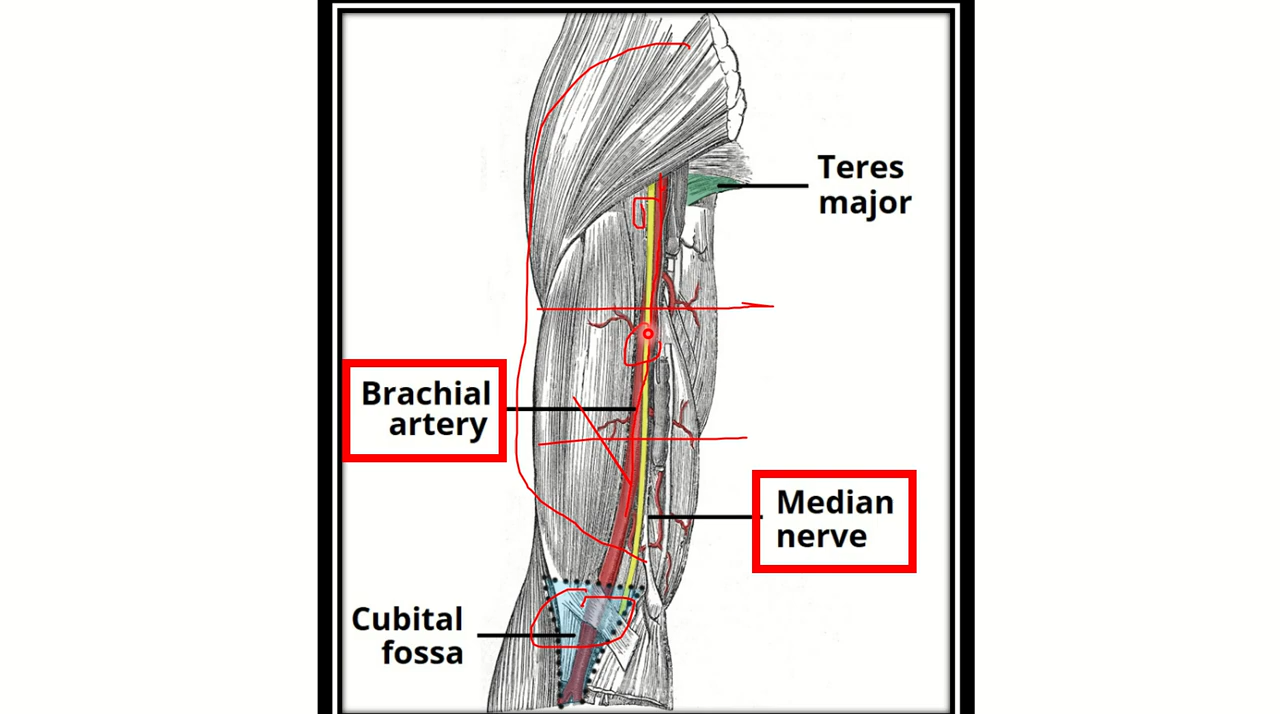 Teres
major
Brachial
artery
Median
nerve
Cubital
fossa